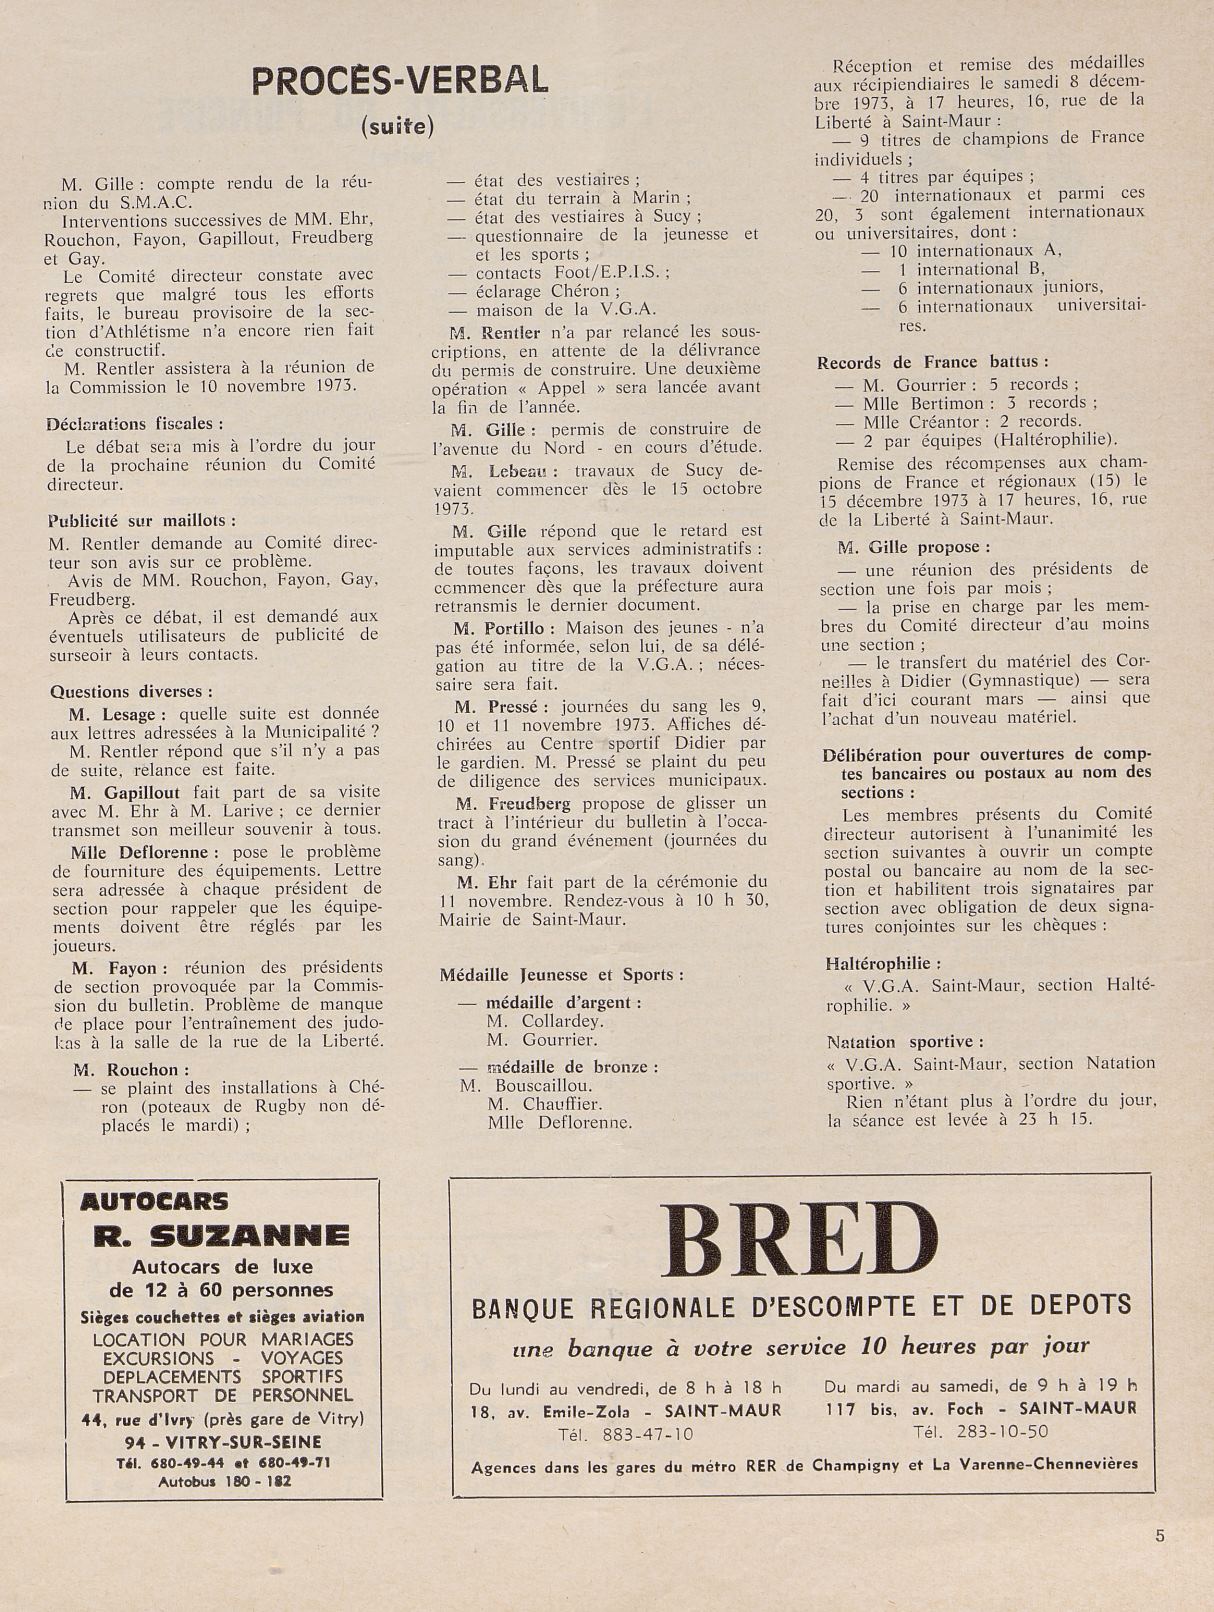 PROCÈS-VERBAL
(suite)
M. Gille : compte rendu de la réu-
nion du S.M.A.C.
Interventions successives de MM. Ehr,
Rouchon, Fayon, Gapillout, Freudberg
et Gay.
Le Comité directeur constate avec
regrets que malgré tous les efforts
faits, le bureau provisoire de la sec-
tion d'Athlétisme n'a encore rien fait
de constructif.
M. Rentler assistera à la réunion de
la Commission le 10 novembre 1973.
Déclarations fiscales :
Le débat sera mis à l'ordre du jour
de la prochaine réunion du Comité
directeur.
Publicité sur maillots :
M. Rentler demande au Comité direc-
teur son avis sur ce problème.
Avis de MM. Rouchon, Fayon, Gay,
Freudberg.
Après ce débat, il est demandé aux
éventuels utilisateurs de publicité de
surseoir à leurs contacts.
Questions diverses :
M. Lesage : quelle suite est donnée
aux lettres adressées à la Municipalité ?
M. Rentler répond que s'il n'y a pas
de suite, relance est faite.
M. Gapillout fait part de sa visite
avec M. Ehr à M. Larive ; ce dernier
transmet son meilleur souvenir à tous.
Mlle Deflorenne : pose le problème
de fourniture des équipements. Lettre
sera adressée à chaque président de
section pour rappeler que les équipe-
ments doivent être réglés par les
joueurs.
M. Fayon : réunion des présidents
de section provoquée par la Commis-
sion du bulletin. Problème de manque
de place pour l'entraînement des judo-
kas à la salle de la rue de la Liberté.
M. Rouchon :
— se plaint des installations à Ché-
ron (poteaux de Rugby non dé-
placés le mardi) ;
— état des vestiaires ;
— état du terrain à Marin ;
— état des vestiaires à Sucy ;
— questionnaire de la jeunesse et
et les sports ;
— contacts Foot/E.P.I.S. ;
— éclarage Chéron ;
— maison de la V.G.A.
M. Rentler n'a par relancé les sous-
criptions, en attente de la délivrance
du permis de construire. Une deuxième
opération « Appel » sera lancée avant
la fin de l'année.
M. Gille : permis de construire de
l'avenue du Nord - en cours d'étude.
M. Lebeau : travaux de Sucy de-
vaient commencer dès le 15 octobre
1973.
M. Gille répond que le retard est
imputable aux services administratifs :
de toutes façons, les travaux doivent
commencer dès que la préfecture aura
retransmis le dernier document.
M. Portillo : Maison des jeunes - n'a
pas été informée, selon lui, de sa délé-
gation au titre de la V.G.A. ; néces-
saire sera fait.
M. Pressé : journées du sang les 9,
10 et 11 novembre 1973. Affiches dé-
chirées au Centre sportif Didier par
le gardien. M. Pressé se plaint du peu
de diligence des services municipaux.
M. Freudberg propose de glisser un
tract à l'intérieur du bulletin à l'occa-
sion du grand événement (journées du
sang).
M. Ehr fait part de la cérémonie du
11 novembre. Rendez-vous à 10 h 30,
Mairie de Saint-Maur.
Médaille Jeunesse et Sports :
— médaille d'argent :
M. Collardey.
M. Gourrier.
— médaille de bronze :
M. Bouscaillou.
M. Chauffier.
Mlle Deflorenne.
Réception et remise des médailles
aux récipiendiaires le samedi 8 décem-
bre 1973, à 17 heures, 16, rue de la
Liberté à Saint-Maur :
— 9 titres de champions de France
individuels ;
— 4 titres par équipes ;
— 20 internationaux et parmi ces
20, 3 sont également internationaux
ou universitaires, dont :
— 10 internationaux A,
— 1 international B,
— 6 internationaux juniors,
— 6 internationaux universitai-
res.
Records de France battus :
— M. Gourrier : 5 records ;
— Mlle Bertimon : 3 records ;
— Mlle Créantor : 2 records.
— 2 par équipes (Haltérophilie).
Remise des récompenses aux cham-
pions de France et régionaux (15) le
15 décembre 1973 à 17 heures, 16, rue
de la Liberté à Saint-Maur.
M. Gille propose :
— une réunion des présidents de
section une fois par mois ;
— la prise en charge par les mem-
bres du Comité directeur d'au moins
une section ;
— le transfert du matériel des Cor-
neilles à Didier (Gymnastique) — sera
fait d'ici courant mars — ainsi que
l'achat d'un nouveau matériel.
Délibération pour ouvertures de comp-
tes bancaires ou postaux au nom des
sections :
Les membres présents du Comité
directeur autorisent à l'unanimité les
section suivantes à ouvrir un compte
postal ou bancaire au nom de la sec-
tion et habilitent trois signataires par
section avec obligation de deux signa-
tures conjointes sur les chèques :
Haltérophilie :
« V.G.A. Saint-Maur, section Halté-
rophilie. »
Natation sportive :
« V.G.A. Saint-Maur, section Natation
sportive. »
Rien n'étant plus à l'ordre du jour,
la séance est levée à 23 h 15.
AUTOCARS
R. SUZANNE
Autocars de luxe
de 12 à 60 personnes
Sièges couchettes et sièges aviation
LOCATION POUR MARIAGES
EXCURSIONS - VOYAGES
DEPLACEMENTS SPORTIFS
TRANSPORT DE PERSONNEL
44, rue d'Ivry (près gare de Vitry)
94 - VITRY-SUR-SEINE
Tél. 680-49-44 et 680-49-71
Autobus 180 - 182
BRED
BANQUE REGIONALE D'ESCOMPTE ET DE DEPOTS
une banque à votre service 10 heures par jour
Du lundi au vendredi, de 8 h à 18 h
18, av. Emile-Zola - SAINT-MAUR
Tél. 883-47-10
Du mardi au samedi, de 9 h à 19 h
117 bis, av. Foch - SAINT-MAUR
Tél. 283-10-50
Agences dans les gares du métro RER de Champigny et La Varenne-Chennevières
5